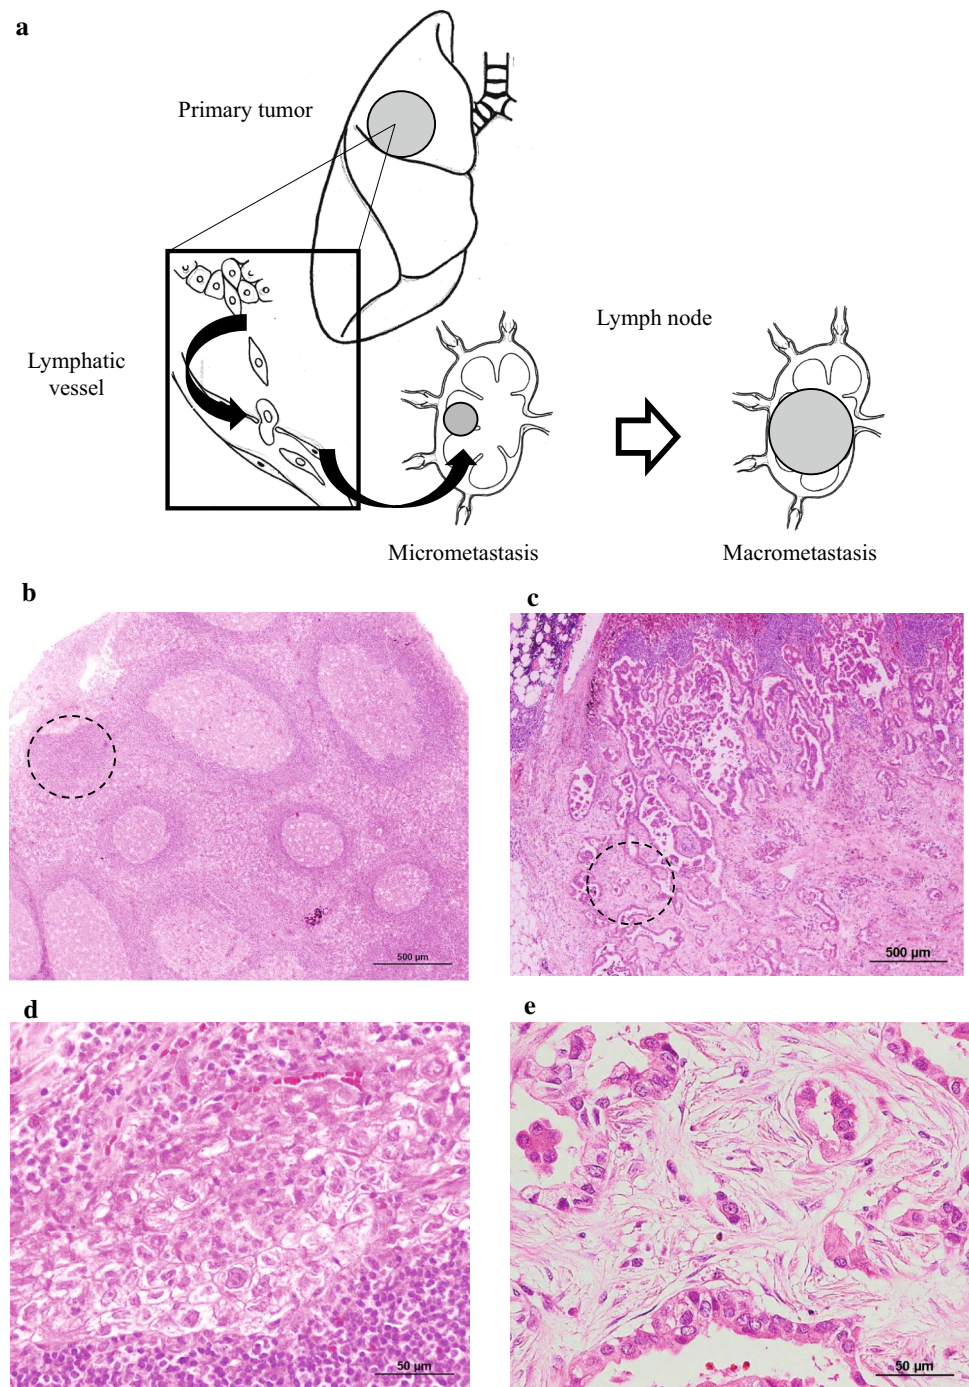 a
Primary tumor
Lymph node
Lymphatic
vessel
Micrometastasis
Macrometastasis
b
c
500 µm
500 µm
d
e
50 µm
50 µm